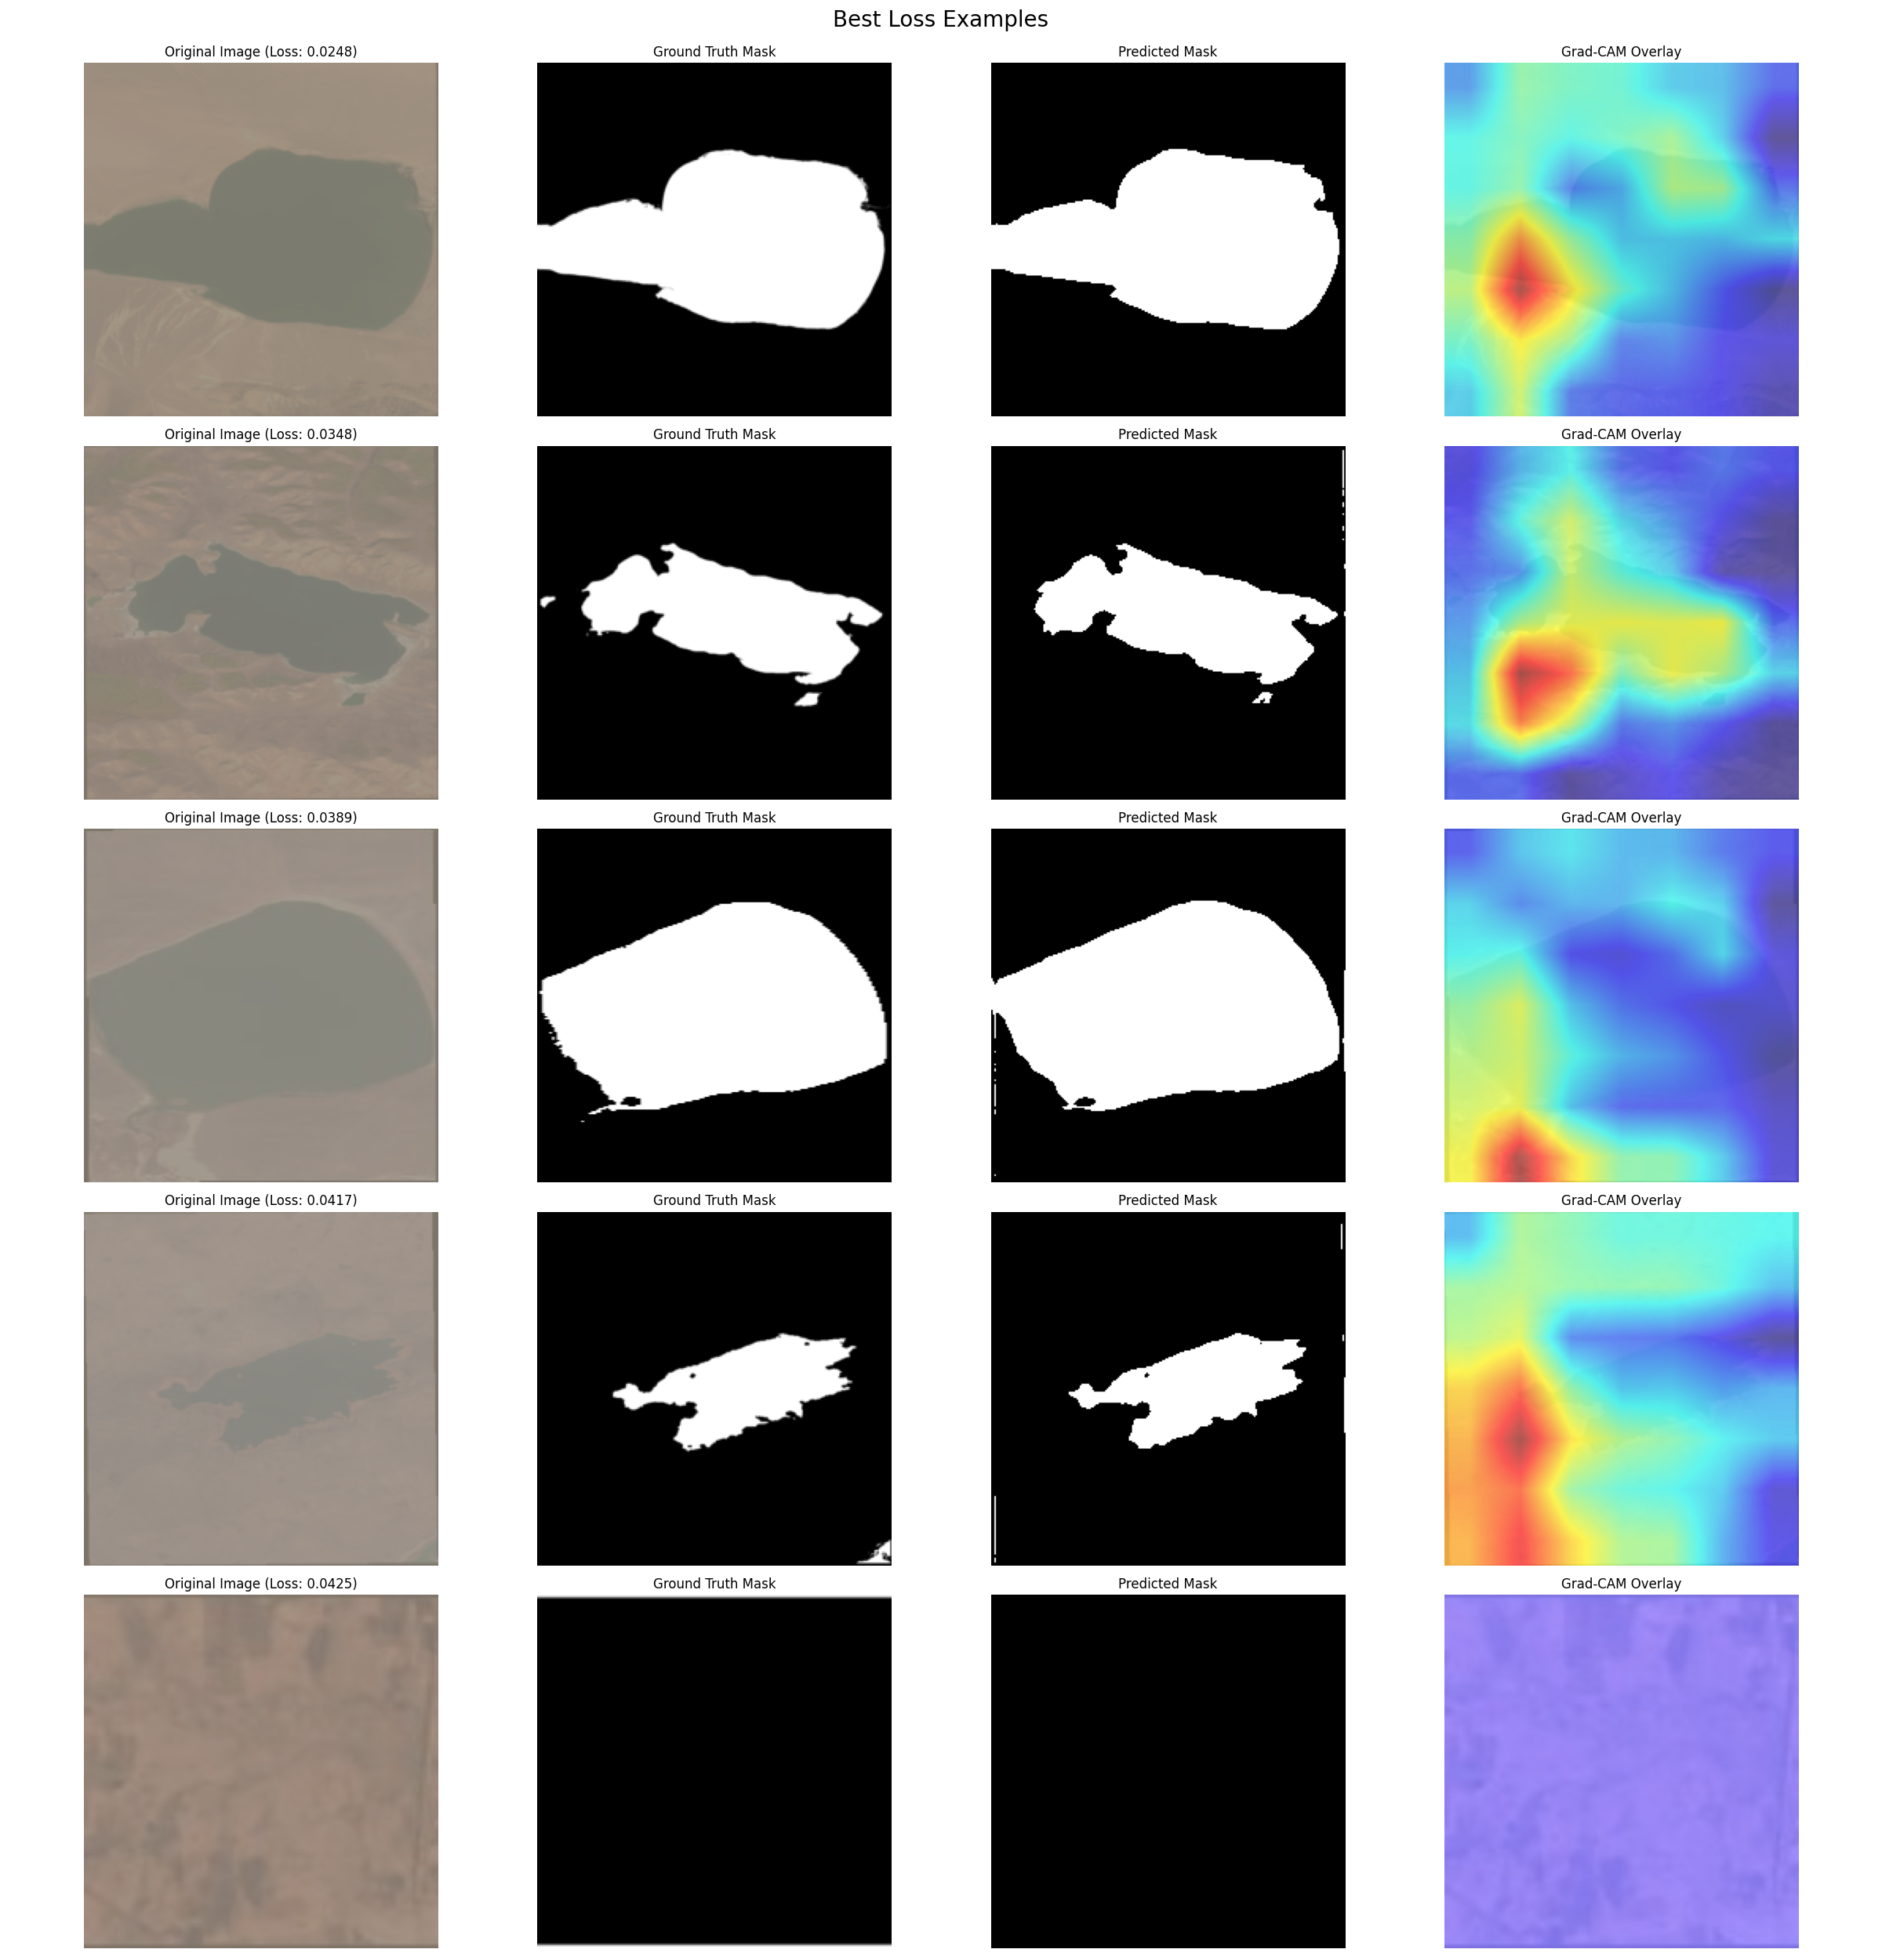 Best Loss Examples
Original Image (Loss: 0.0248)
Ground Truth Mask
Predicted Mask
Grad-CAM Overlay
Original Image (Loss: 0.0348)
Ground Truth Mask
Predicted Mask
Grad-CAM Overlay
Original Image (Loss: 0.0389)
Ground Truth Mask
Predicted Mask
Grad-CAM Overlay
Original Image (Loss: 0.0417)
Ground Truth Mask
Predicted Mask
Grad-CAM Overlay
Original Image (Loss: 0.0425)
Ground Truth Mask
Predicted Mask
Grad-CAM Overlay